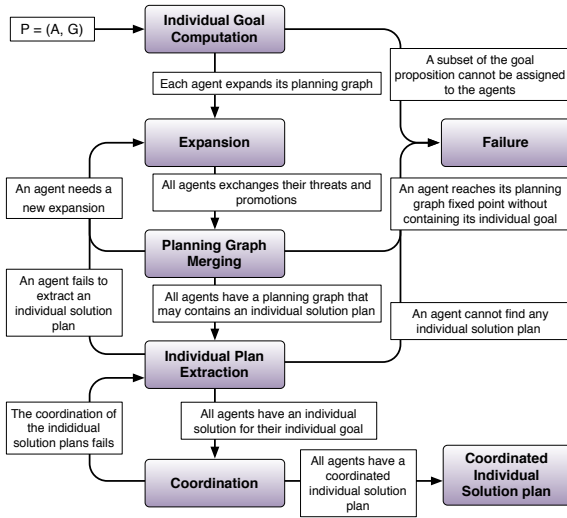 P = (A, G)
Individual Goal
Computation
A subset of the goal
proposition cannot be assigned
to the agents
Each agent expands its planning graph
Expansion
Failure
An agent needs a
new expansion
All agents exchanges their threats and
promotions
An agent reaches its planning
graph fixed point without
containing its individual goal
Planning Graph
Merging
An agent fails to
extract an
individual solution
plan
All agents have a planning graph that
may contains an individual solution plan
An agent cannot find any
individual solution plan
Individual Plan
Extraction
The coordination of
the indididual
solution plans fails
All agents have an individual
solution for their individual goal
Coordination
All agents have a
coordinated
individual solution
plan
Coordinated
Individual
Solution plan